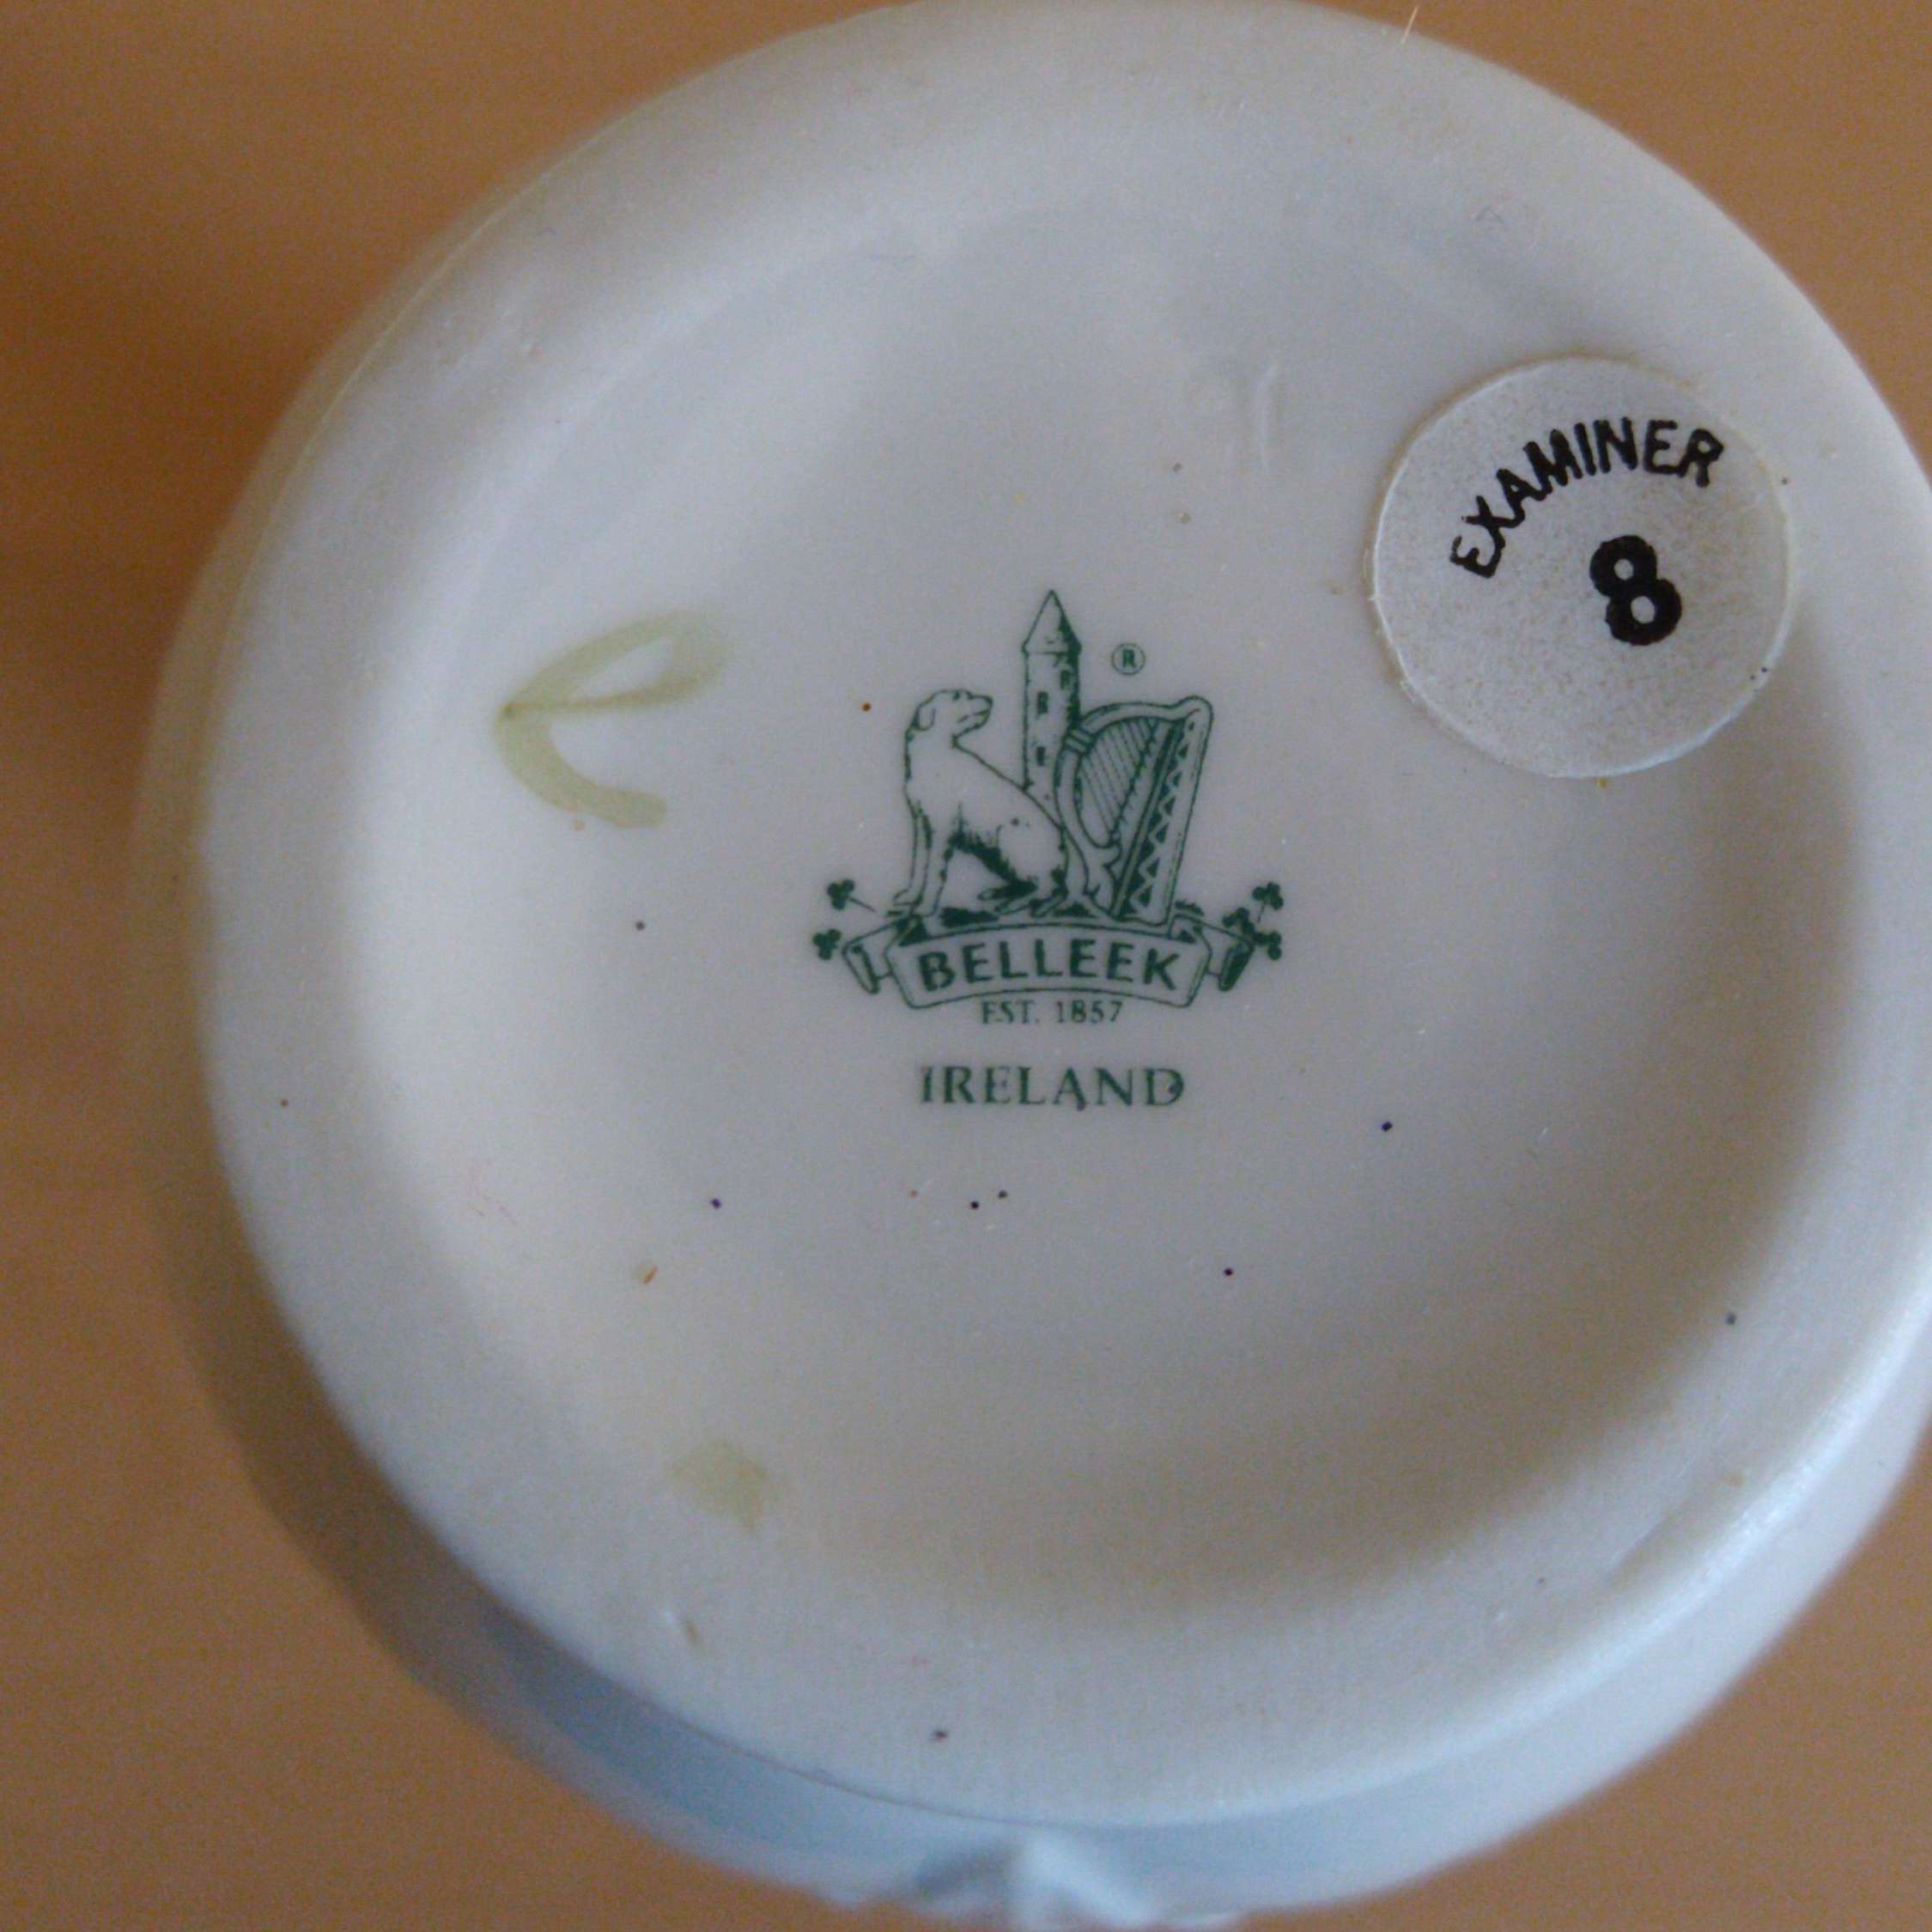 EXAMINER
8
®
BELLEEK
EST. 1857
IRELAND
e